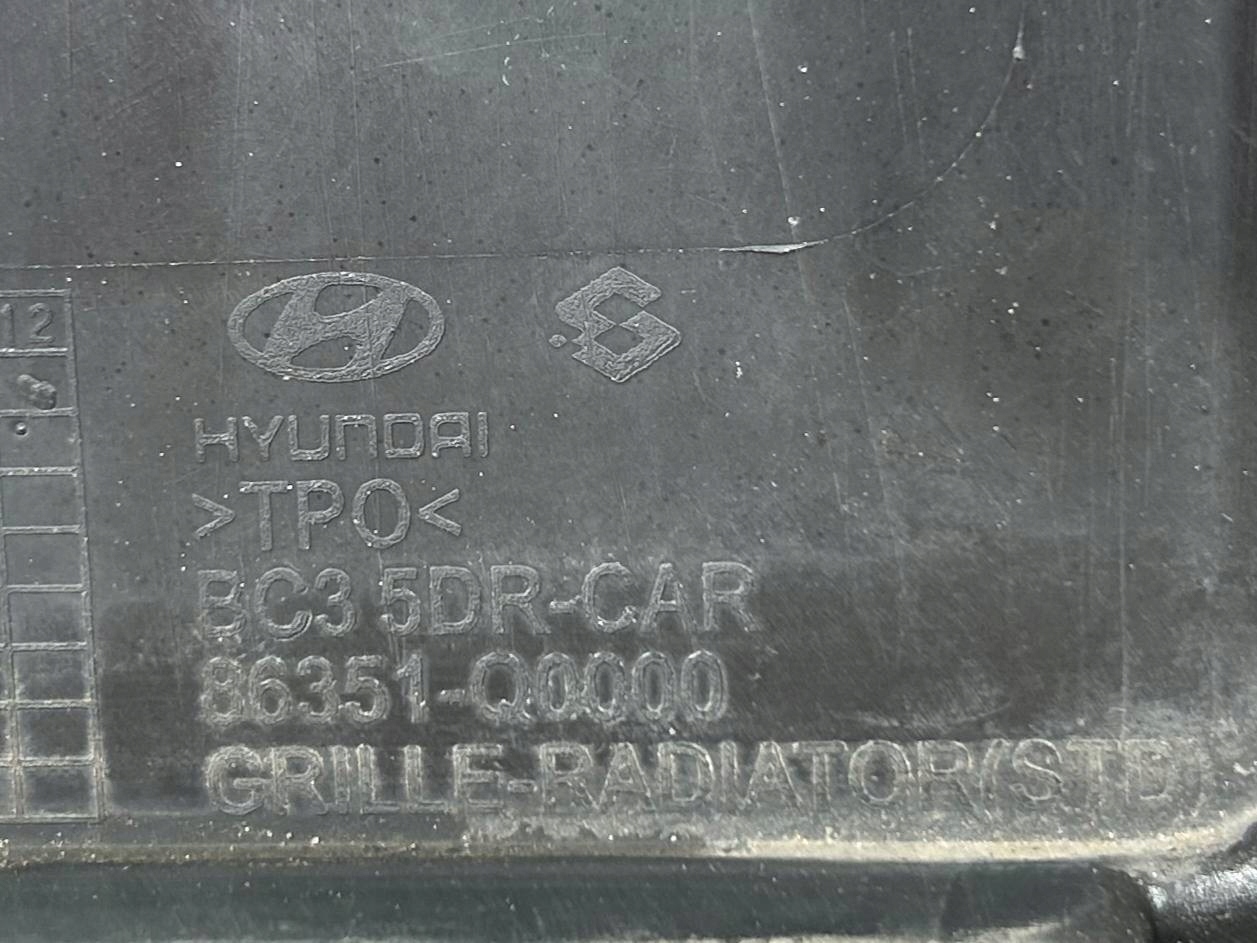 12
HYUNDAI
>TPO<
BC3 5DR-CAR
86351-Q0000
GRILLE-RADIATOR(STD)